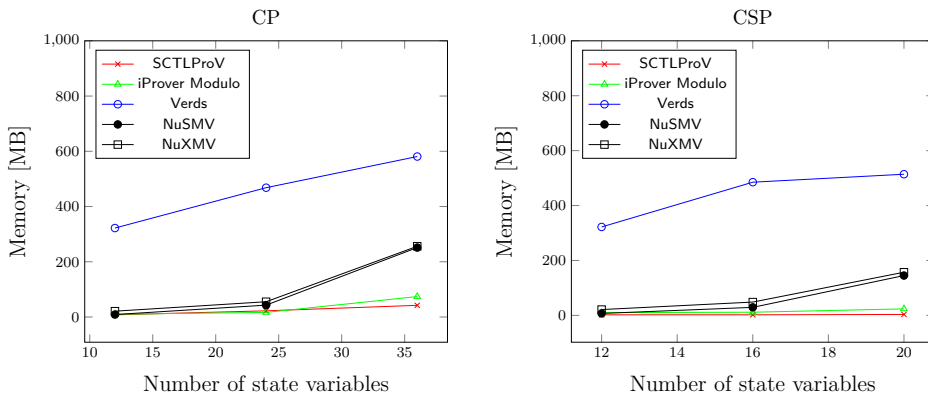 CP
1,000
800
600
400
200
0
10
15
20
25
30
35
Number of state variables
Memory [MB]
SCTLProV
iProver Modulo
Verds
NuSMV
NuXMV
CSP
1,000
800
600
400
200
0
12
14
16
18
20
Number of state variables
Memory [MB]
SCTLProV
iProver Modulo
Verds
NuSMV
NuXMV